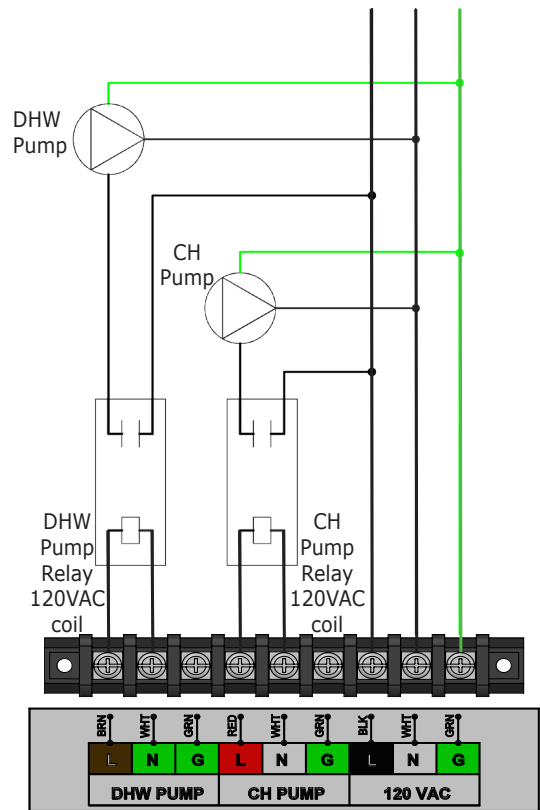 DHW
Pump
CH
Pump
DHW
Pump
Relay
120VAC
coil
CH
Pump
Relay
120VAC
coil
BRN WHT GRN RED WHT GRN BLK WHT GRN
L N G L N G L N G
DHW PUMP CH PUMP 120 VAC